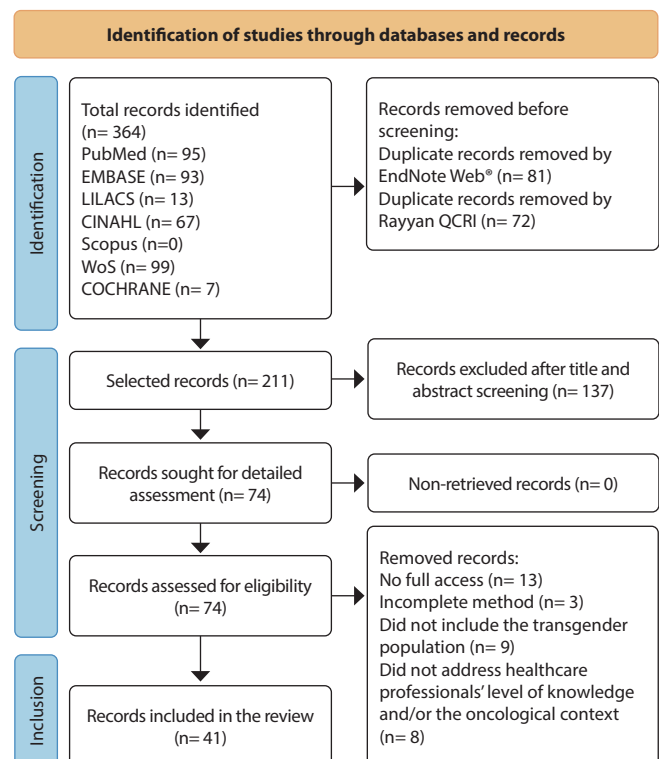 Identification of studies through databases and records
Identification
Total records identified
(n= 364)
PubMed (n= 95)
EMBASE (n= 93)
LILACS (n= 13)
CINAHL (n= 67)
Scopus (n=0)
WoS (n= 99)
COCHRANE (n= 7)
Records removed before
screening:
Duplicate records removed by
EndNote Web® (n= 81)
Duplicate records removed by
Rayyan QCRI (n= 72)
Screening
Selected records (n= 211)
Records excluded after title and
abstract screening (n= 137)
Records sought for detailed
assessment (n= 74)
Non-retrieved records (n= 0)
Records assessed for eligibility
(n= 74)
Removed records:
No full access (n= 13)
Incomplete method (n= 3)
Did not include the transgender
population (n= 9)
Did not address healthcare
professionals’ level of knowledge
and/or the oncological context
(n= 8)
Inclusion
Records included in the review
(n= 41)